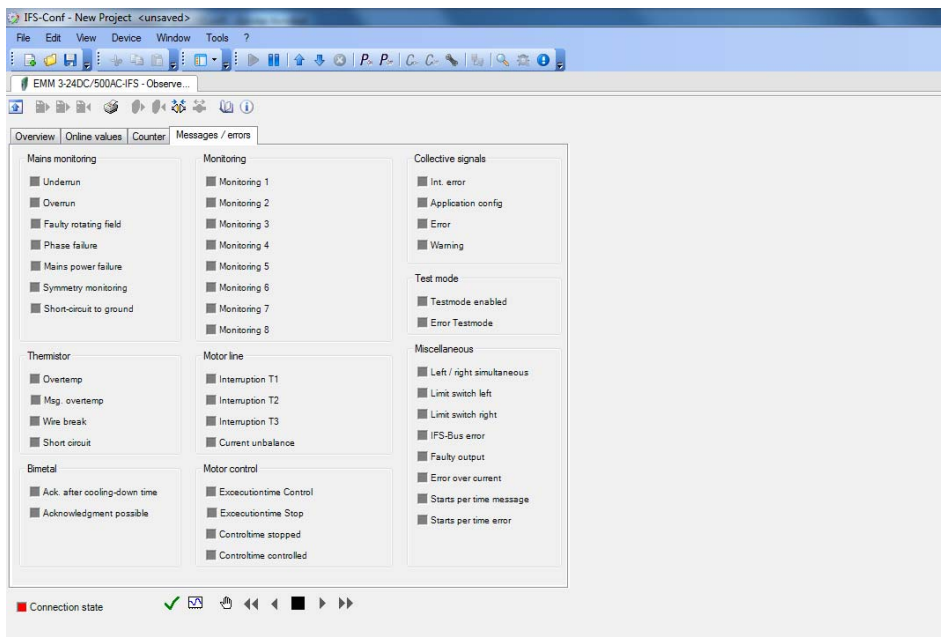 IFS-Conf - New Project <unsaved>
File Edit View Device Window Tools ?
EMM 3-24DC/500AC-IFS - Observe...
Overview Online values Counter Messages / errors
Mains monitoring
Underrun
Overrun
Faulty rotating field
Phase failure
Mains power failure
Symmetry monitoring
Short-circuit to ground
Thermistor
Overtemp
Msg. overtemp
Wire break
Short circuit
Bimetal
Ack. after cooling-down time
Acknowledgment possible
Monitoring
Monitoring 1
Monitoring 2
Monitoring 3
Monitoring 4
Monitoring 5
Monitoring 6
Monitoring 7
Monitoring 8
Motor line
Interruption T1
Interruption T2
Interruption T3
Current unbalance
Motor control
Excecutiontime Control
Excecutiontime Stop
Controltime stopped
Controltime controlled
Collective signals
Int. error
Application config
Error
Warning
Test mode
Testmode enabled
Error Testmode
Miscellaneous
Left / right simultaneous
Limit switch left
Limit switch right
IFS-Bus error
Faulty output
Error over current
Starts per time message
Starts per time error
Connection state